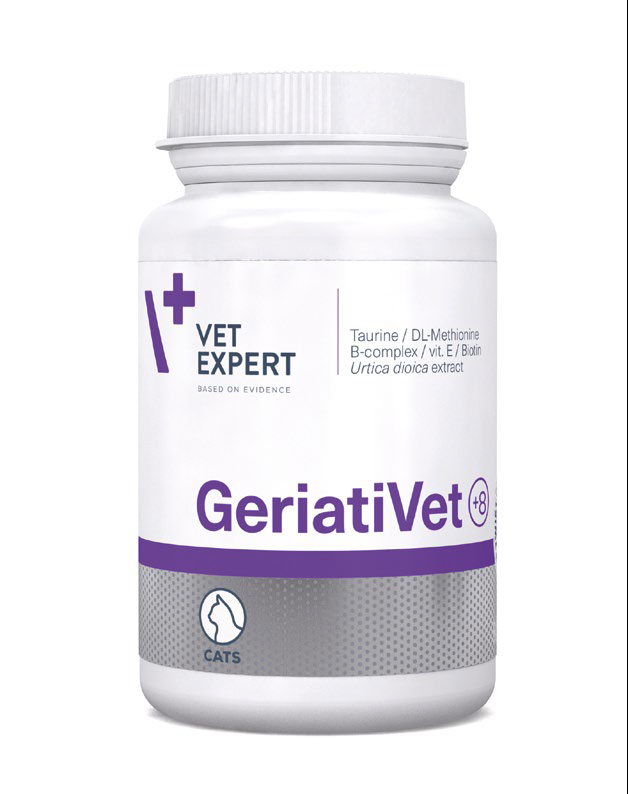 VET
EXPERT
BASED ON EVIDENCE
Taurine / DL-Methionine
B-complex / vit. E / Biotin
Urtica dioica extract
GeriatiVet +8
CATS